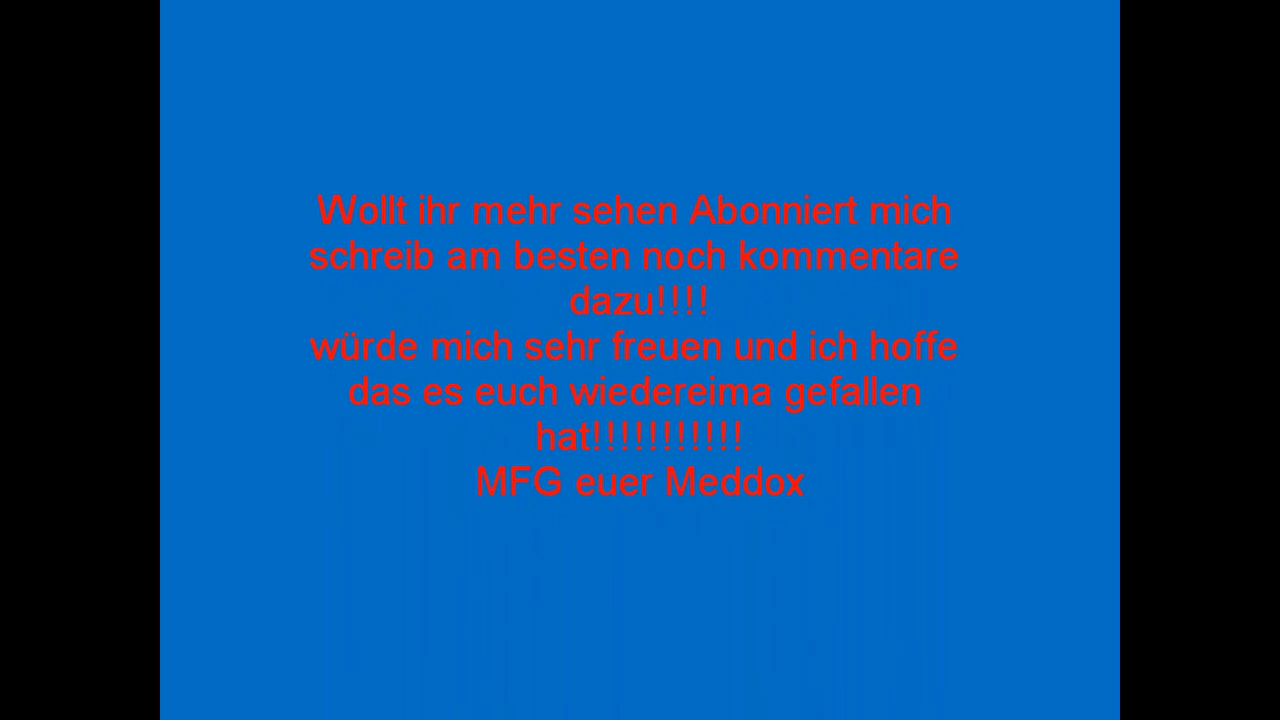 Wollt ihr mehr sehen Abonniert mich
schreib am besten noch kommentare
dazu!!!!
würde mich sehr freuen und ich hoffe
das es euch wiedereima gefallen
hat!!!!!!!!!!!
MFG euer Meddox